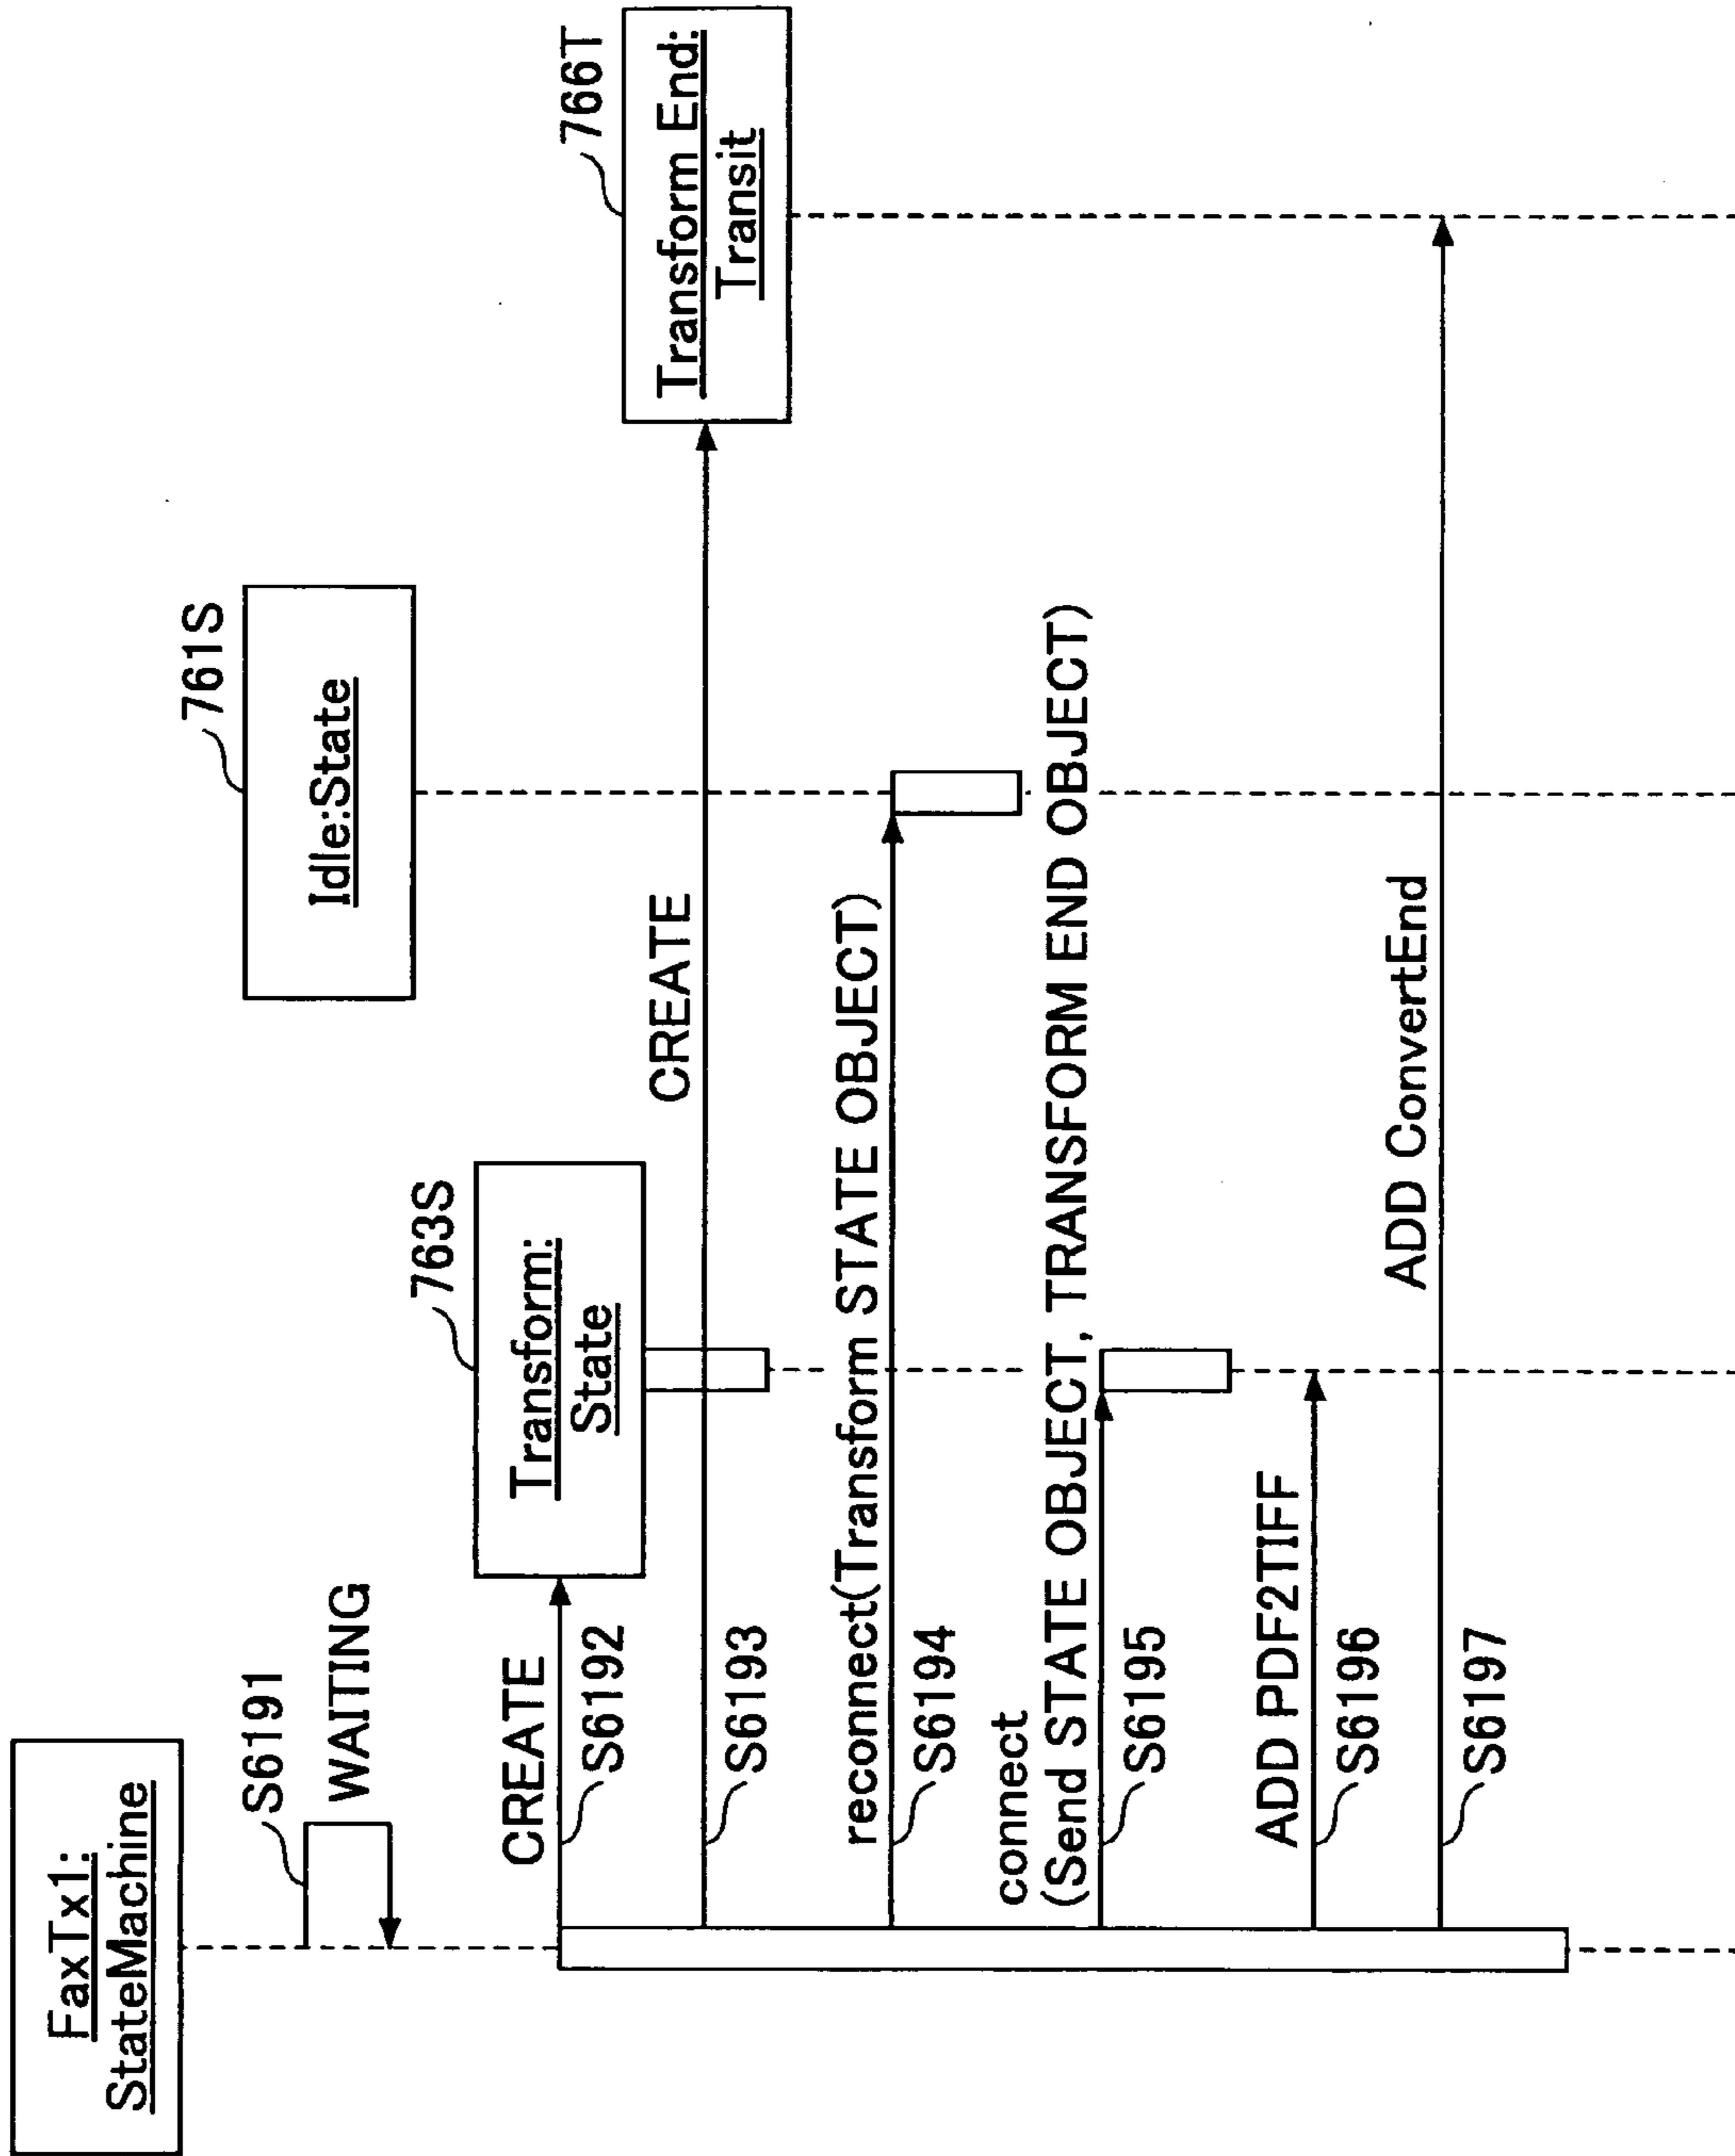 FaxTx1:
StateMachine
S6191
WAITING
763S
Transform:
State
761S
Idle:State
766T
Transform End:
Transit
CREATE
S6192
CREATE
S6193
reconnect(Transform STATE OBJECT)
S6194
connect
(Send STATE OBJECT, TRANSFORM END OBJECT)
S6195
ADD PDF2TIFF
S6196
ADD ConvertEnd
S6197